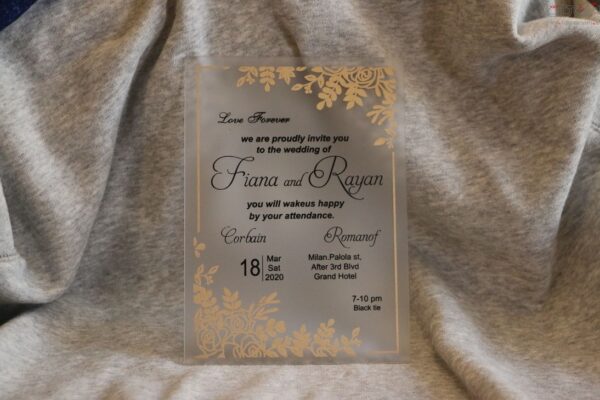 Love Forever
we are proudly invite you
to the wedding of
Fiana and Rayan
you will wakeus happy
by your attendance.
Corbain Romanof
18 Mar
Sat
2020
Milan.Palola st,
After 3rd Blvd
Grand Hotel
7-10 pm
Black tie